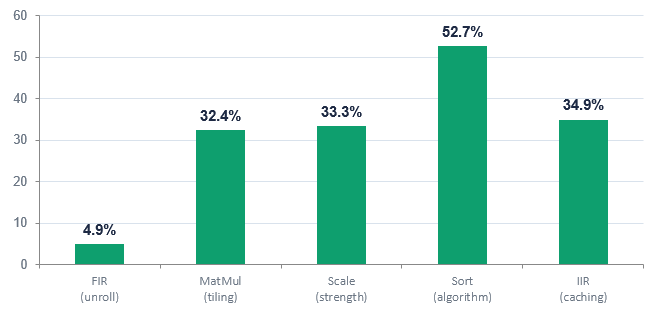 60
50
40
30
20
10
0
4.9%
32.4%
33.3%
52.7%
34.9%
FIR
(unroll)
MatMul
(tiling)
Scale
(strength)
Sort
(algorithm)
IIR
(caching)